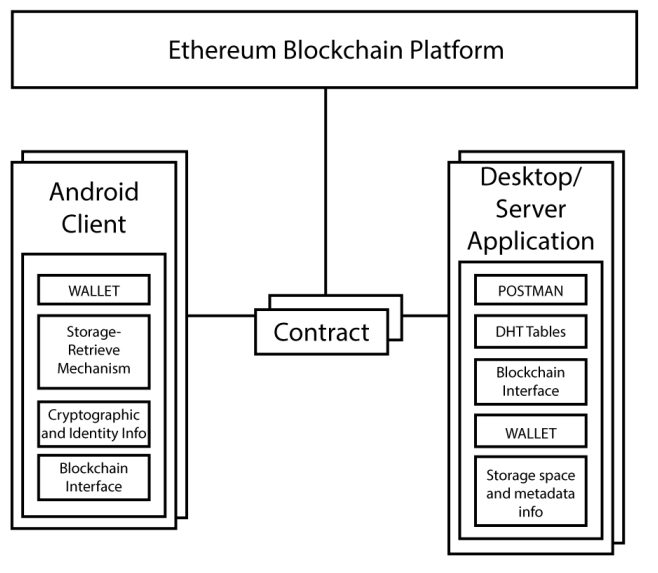 Ethereum Blockchain Platform
Android
Client
WALLET
Storage-
Retrieve
Mechanism
Cryptographic
and Identity Info
Blockchain
Interface
Contract
Desktop/
Server
Application
POSTMAN
DHT Tables
Blockchain
Interface
WALLET
Storage space
and metadata
info